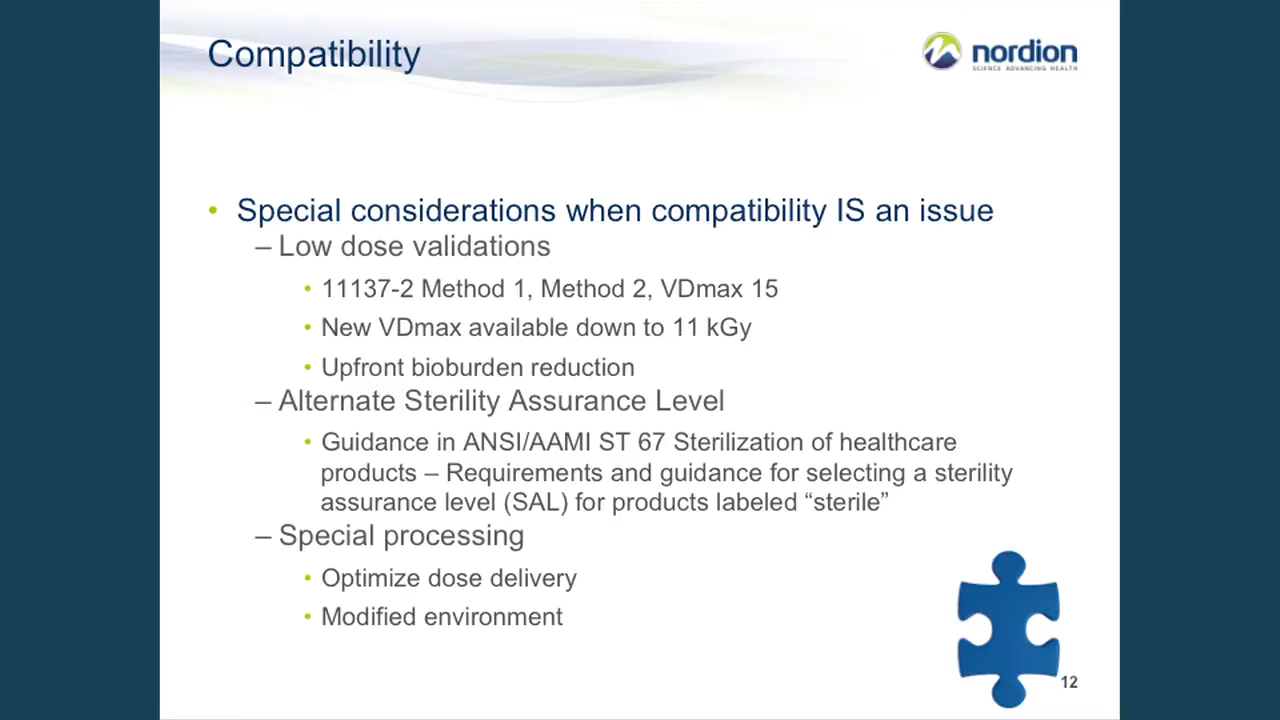 Compatibility
nordion
SCIENCE ADVANCING HEALTH
• Special considerations when compatibility IS an issue
– Low dose validations
• 11137-2 Method 1, Method 2, VDmax 15
• New VDmax available down to 11 kGy
• Upfront bioburden reduction
– Alternate Sterility Assurance Level
• Guidance in ANSI/AAMI ST 67 Sterilization of healthcare
products – Requirements and guidance for selecting a sterility
assurance level (SAL) for products labeled “sterile”
– Special processing
• Optimize dose delivery
• Modified environment
12